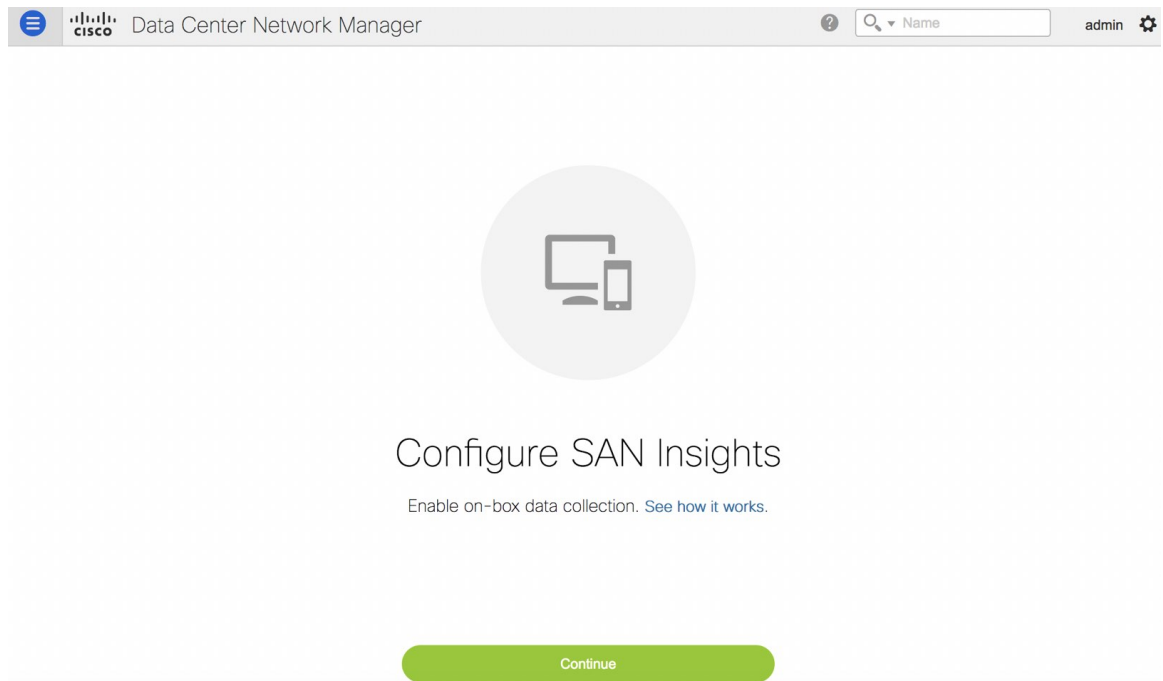 cisco Data Center Network Manager ? Name admin
Configure SAN Insights
Enable on-box data collection. See how it works.
Continue